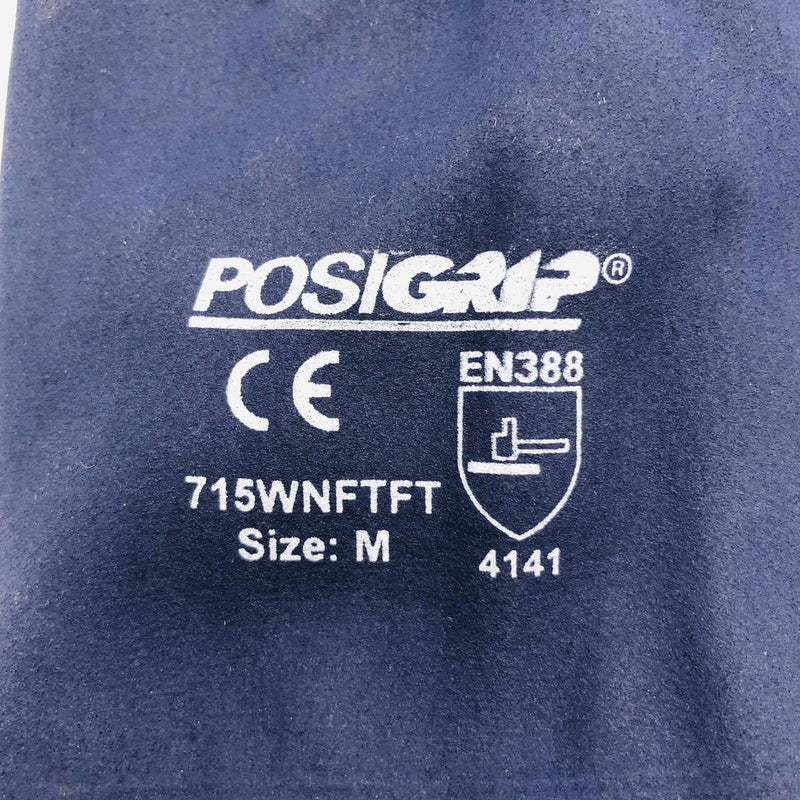 POSIGRIP®
CE
EN388
715WNFTFT
Size: M
4141